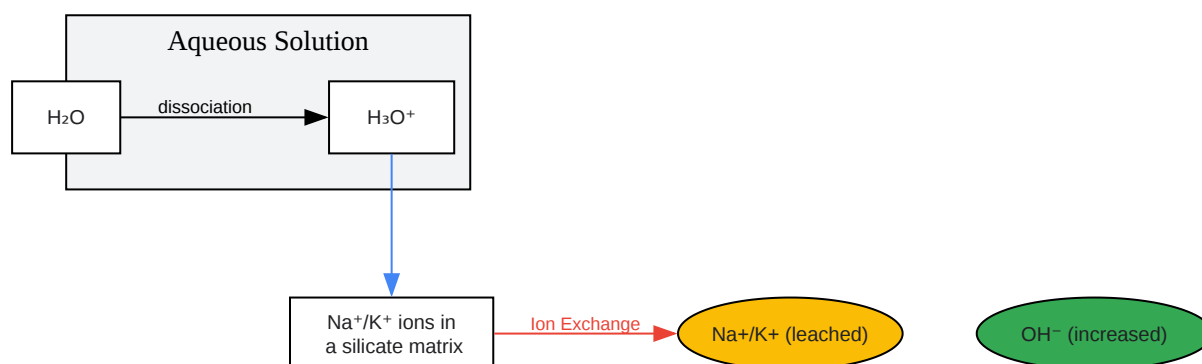 Aqueous Solution
H₂O
dissociation
H₃O⁺
Na⁺/K⁺ ions in
a silicate matrix
Ion Exchange
Na+/K+ (leached)
OH⁻ (increased)